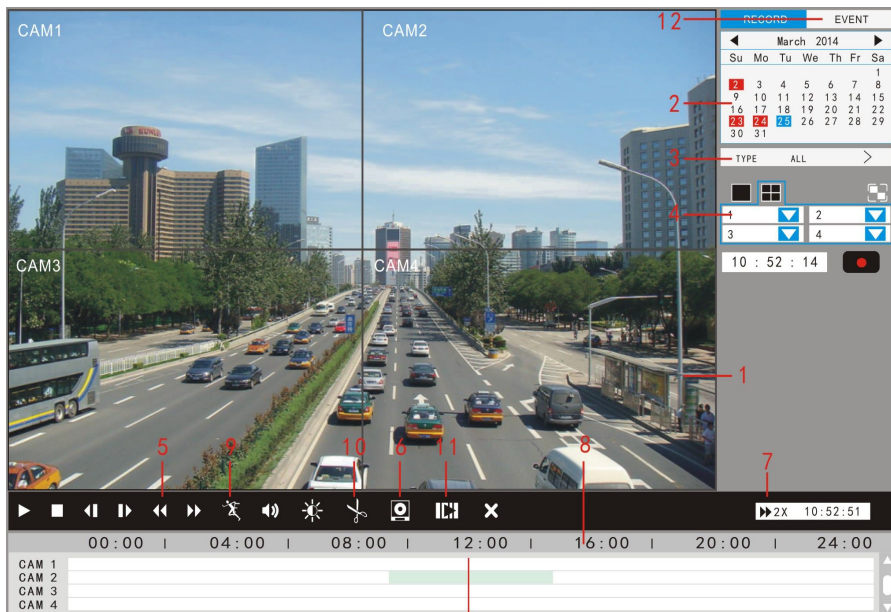 CAM1
CAM2
CAM3
CAM4
12
RECORD
EVENT
March 2014
Su Mo Tu We Th Fr Sa
1
2 3 4 5 6 7 8
9 10 11 12 13 14 15
16 17 18 19 20 21 22
23 24 25 26 27 28 29
30 31
2
3
TYPE ALL >
4
1 2
3 4
10 : 52 : 14
1
5
9
10
6
11
8
7
2X 10:52:51
00:00 | 04:00 | 08:00 | 12:00 | 16:00 | 20:00 | 24:00
CAM 1
CAM 2
CAM 3
CAM 4